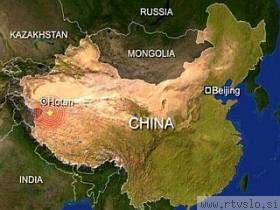 RUSSIA
KAZAKHSTAN
MONGOLIA
Hotan
Beijing
CHINA
INDIA
www.rtvslo.si